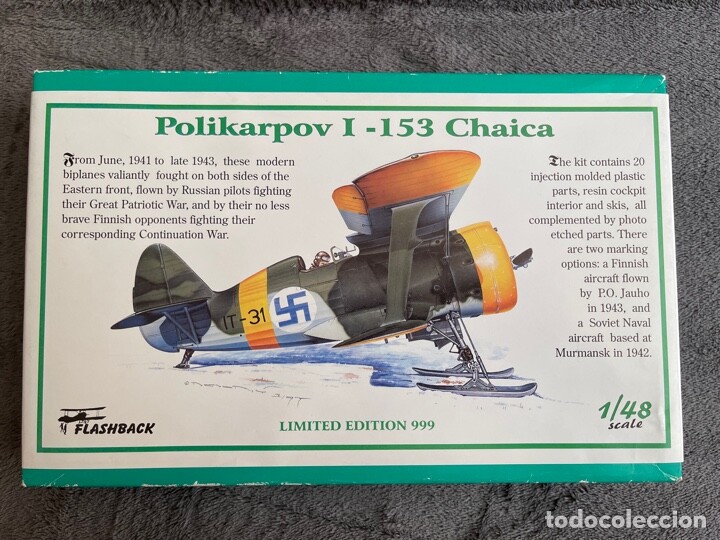 Polikarpov I -153 Chaica
From June, 1941 to late 1943, these modern
biplanes valiantly fought on both sides of the
Eastern front, flown by Russian pilots fighting
their Great Patriotic War, and by their no less
brave Finnish opponents fighting their
corresponding Continuation War.
The kit contains 20
injection molded plastic
parts, resin cockpit
interior and skis, all
complemented by photo
etched parts. There
are two marking
options: a Finnish
aircraft flown
by P.O. Jauho
in 1943, and
a Soviet Naval
aircraft based at
Murmansk in 1942.
IT-31
FLASHBACK
LIMITED EDITION 999
1/48
scale
todocoleccion